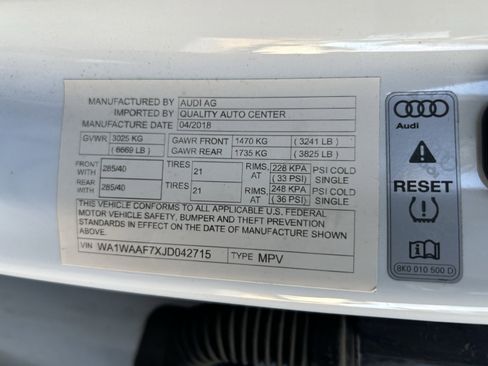 MANUFACTURED BY AUDI AG
IMPORTED BY QUALITY AUTO CENTER
MANUFACTURE DATE 04/2018
GVWR 3025 KG GAWR FRONT 1470 KG ( 3241 LB )
( 6669 LB ) GAWR REAR 1735 KG ( 3825 LB )
FRONT WITH 285/40 TIRES 21 RIMS. 228 KPA ( 33 PSI) PSI COLD SINGLE
REAR WITH 285/40 TIRES 21 RIMS. 248 KPA ( 36 PSI) PSI COLD SINGLE
THIS VEHICLE CONFORMS TO ALL APPLICABLE U.S. FEDERAL
MOTOR VEHICLE SAFETY, BUMPER AND THEFT PREVENTION
STANDARDS IN EFFECT ON THE DATE OF MANUFACTURE
SHOWN ABOVE.
VIN WA1WAAF7XJD042715 TYPE MPV
Audi
RESET
8K0 010 500 D